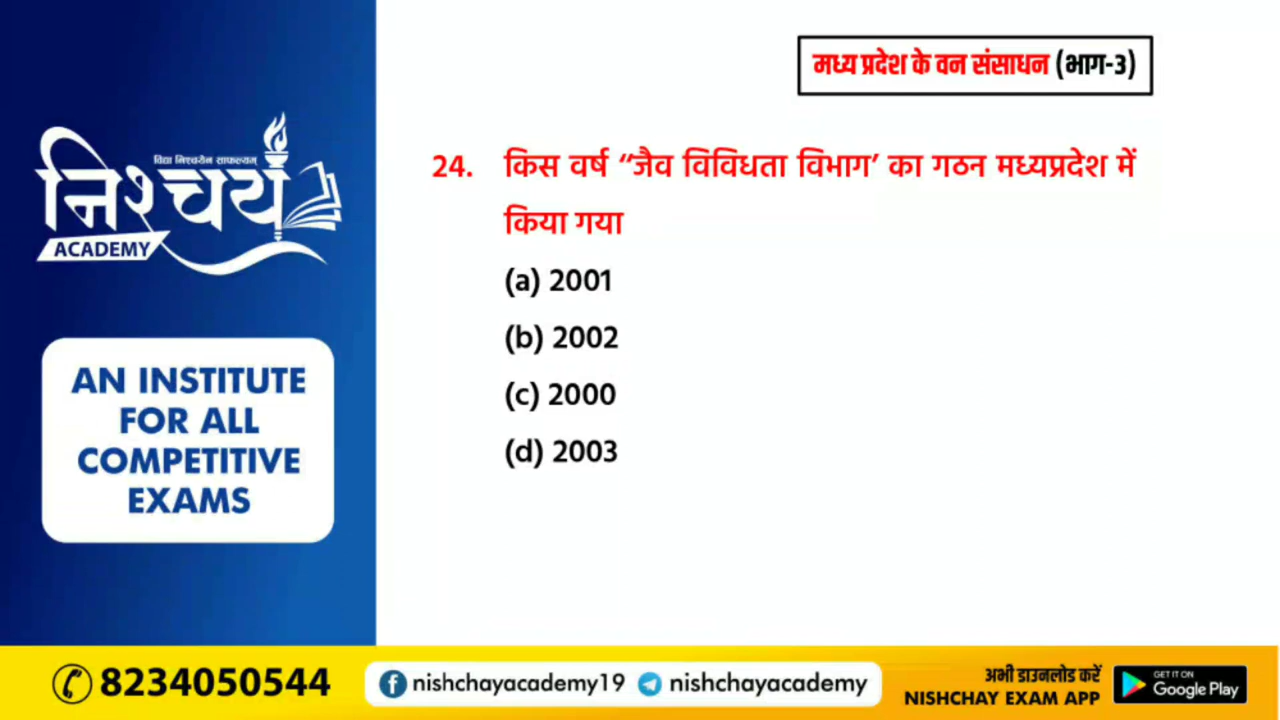 मध्य प्रदेश के वन संसाधन (भाग-3)
विद्या निश्चयेन साफल्यम्
निश्चय
ACADEMY
AN INSTITUTE
FOR ALL
COMPETITIVE
EXAMS
24. किस वर्ष “जैव विविधता विभाग’ का गठन मध्यप्रदेश में
किया गया
(a) 2001
(b) 2002
(c) 2000
(d) 2003
8234050544
nishchayacademy19 nishchayacademy
अभी डाउनलोड करें
NISHCHAY EXAM APP
GET IT ON
Google Play